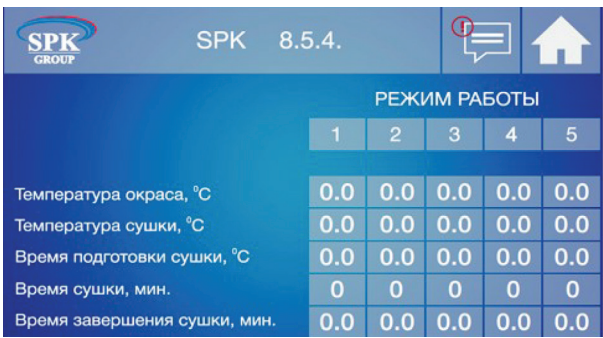 SPK GROUP SPK 8.5.4. !
РЕЖИМ РАБОТЫ
1 2 3 4 5
Температура окраса, °С 0.0 0.0 0.0 0.0 0.0
Температура сушки, °С 0.0 0.0 0.0 0.0 0.0
Время подготовки сушки, °С 0.0 0.0 0.0 0.0 0.0
Время сушки, мин. 0 0 0 0 0
Время завершения сушки, мин. 0.0 0.0 0.0 0.0 0.0